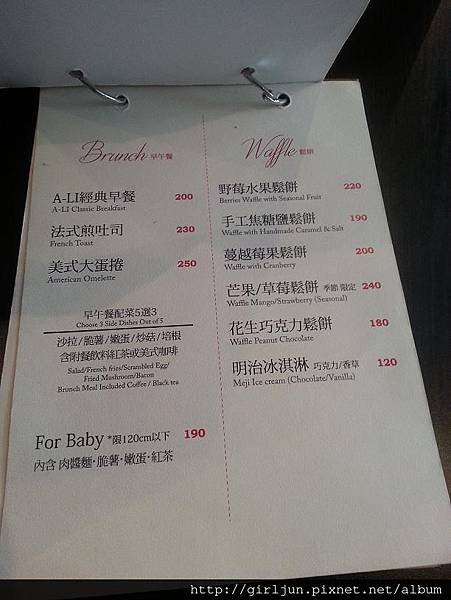 Brunch 早午餐
A-LI經典早餐 200
A-LI Classic Breakfast
法式煎吐司 230
French Toast
美式大蛋捲 250
American Omelette
早午餐配菜5選3
Choose 3 Side Dishes Out of 5
沙拉/脆薯/嫩蛋/炒菇/培根
含附餐飲料紅茶或美式咖啡
Salad/French fries/Scrambled Egg/
Fried Mushroom/Bacon
Brunch Meal Included Coffee / Black tea
For Baby *限120cm以下 190
內含 肉醬麵·脆薯·嫩蛋·紅茶
Waffle 鬆餅
野莓水果鬆餅 220
Berries Waffle with Seasonal Fruit
手工焦糖鹽鬆餅 190
Waffle with Handmade Caramel & Salt
蔓越莓果鬆餅 200
Waffle with Cranberry
芒果/草莓鬆餅 季節 限定 240
Waffle Mango/Strawberry (Seasonal)
花生巧克力鬆餅 180
Waffle Peanut Chocolate
明治冰淇淋 巧克力/香草 120
Meji Ice cream (Chocolate/Vanilla)
http://girljun.pixnet.net/album